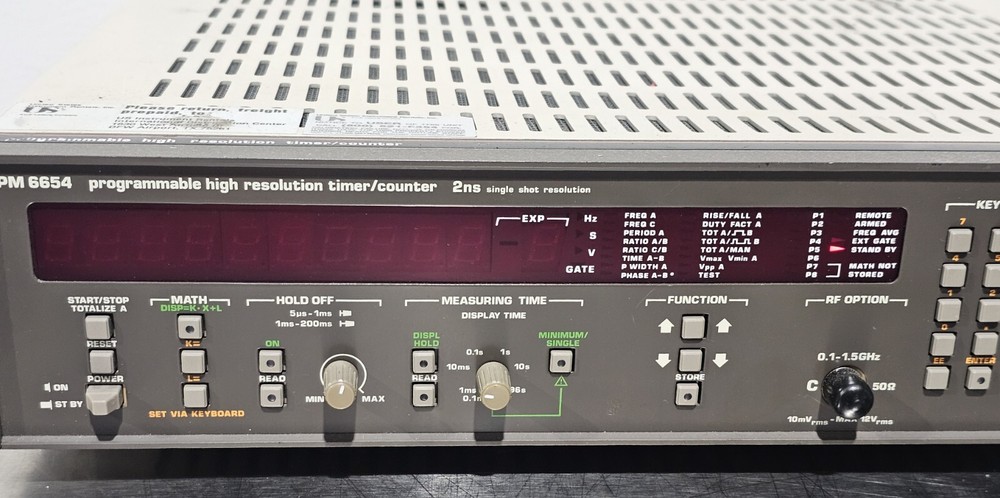 Please return, freight
prepaid, to:
DFW Airport, TX
programmable high resolution timer/counter
PM 6654 programmable high resolution timer/counter 2ns single shot resolution
EXP
Hz
S
V
GATE
FREQ A
FREQ C
PERIOD A
RATIO A/B
RATIO C/B
TIME A-B
P WIDTH A
PHASE A-B°
RISE/FALL A
DUTY FACT A
TOT A/ B
TOT A/ B
TOT A/MAN
Vmax Vmin A
Vpp A
TEST
P1
P2
P3
P4
P5
P6
P7
P8
REMOTE
ARMED
FREQ AVG
EXT GATE
STAND BY
MATH NOT
STORED
KEY
7
4
1
0
EE
ENTER
START/STOP
TOTALIZE A
RESET
POWER
ON
ST BY
MATH
DISP=K·X+L
K=
L=
SET VIA KEYBOARD
HOLD OFF
5µs-1ms
1ms-200ms
ON
READ
MIN MAX
MEASURING TIME
DISPLAY TIME
DISPL
HOLD
READ
0.1s 1s
10ms 10s
1ms 96s
MINIMUM/
SINGLE
FUNCTION
STORE
RF OPTION
0.1-1.5GHz
C 50Ω
10mVrms - MAX 12Vrms